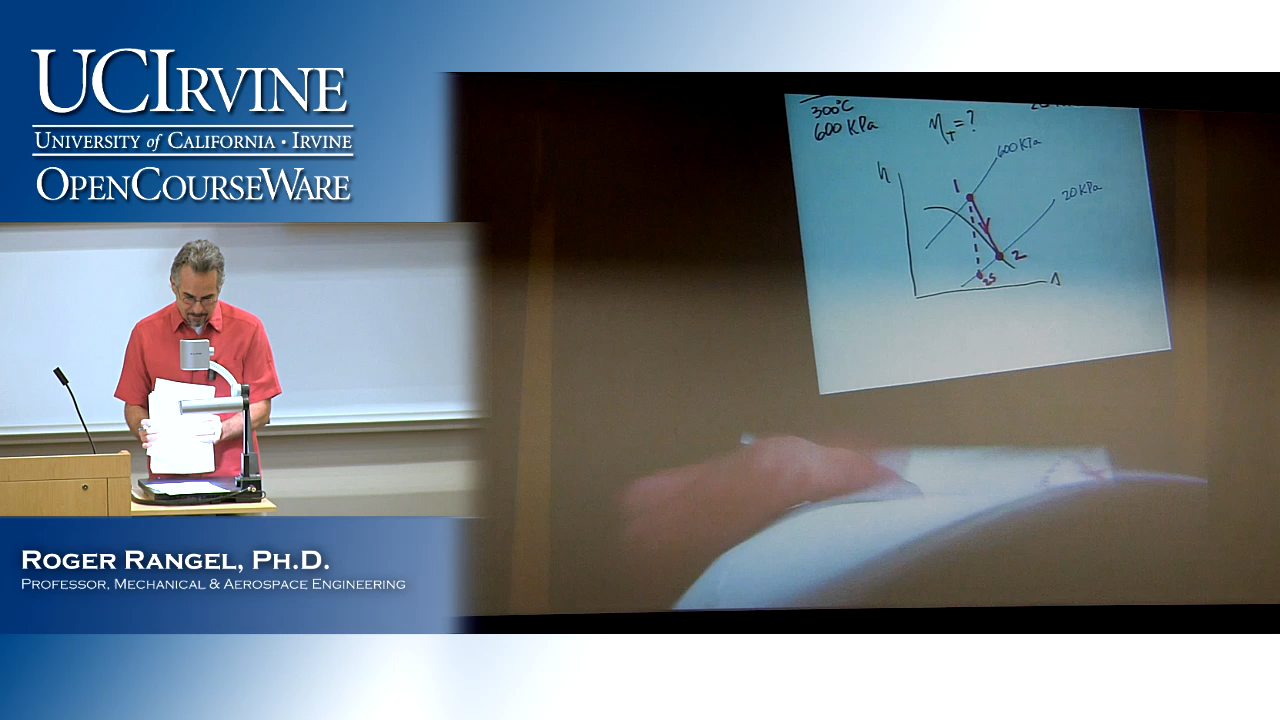 UCIRVINE
UNIVERSITY of CALIFORNIA • IRVINE
OPENCOURSEWARE
300°C
600 KPa
η_T = ?
h
600 KPa
1
20 KPa
2
2s
s
ROGER RANGEL, PH.D.
PROFESSOR, MECHANICAL & AEROSPACE ENGINEERING